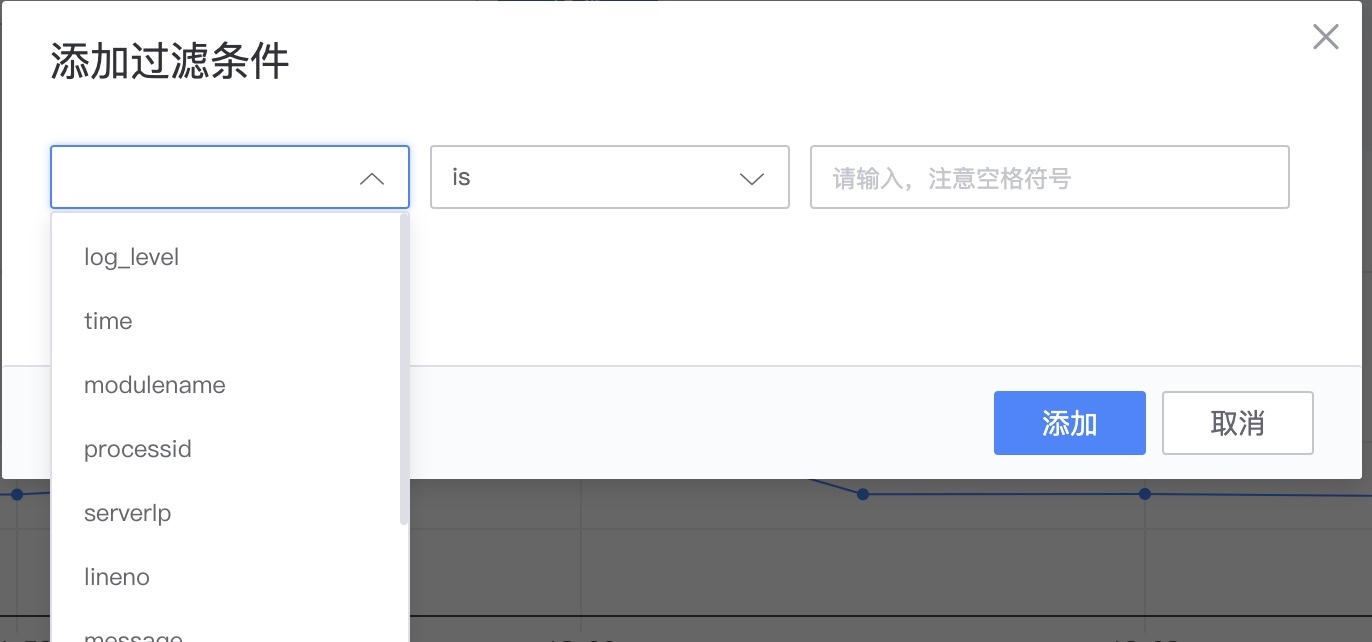 添加过滤条件
is
请输入，注意空格符号
log_level
time
modulename
processid
serverIp
lineno
message
添加
取消